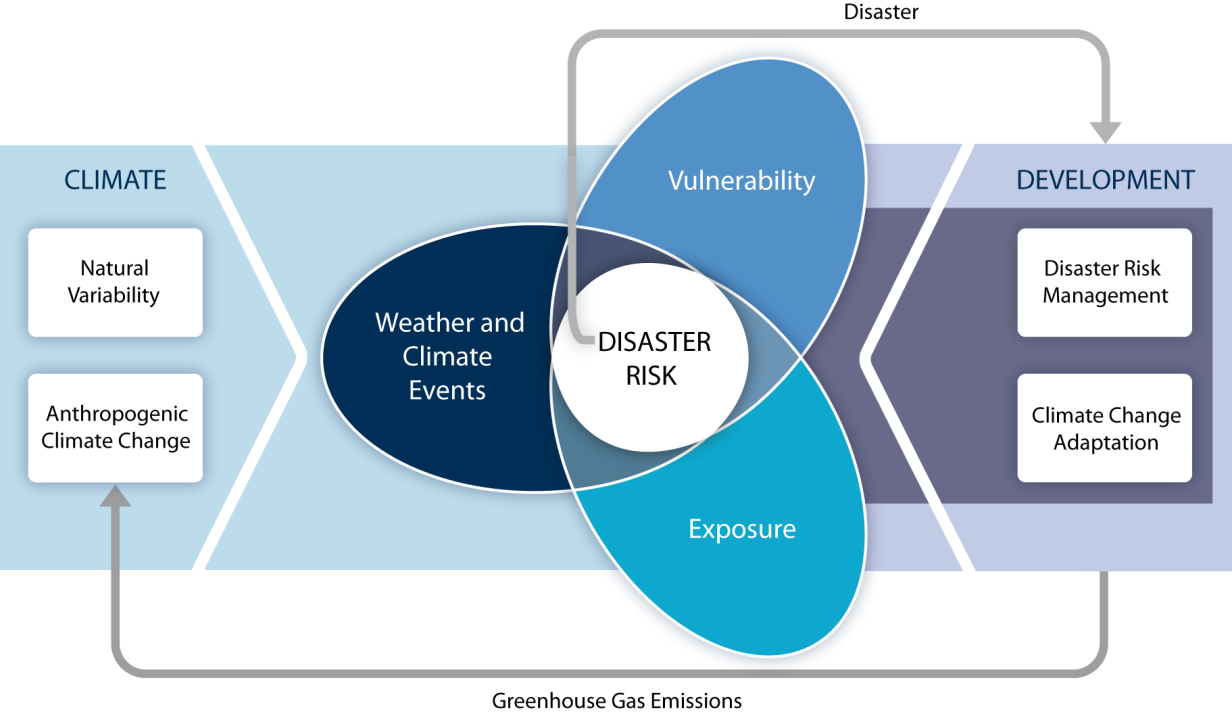 Disaster
CLIMATE
Natural
Variability
Anthropogenic
Climate Change
Weather and
Climate
Events
Vulnerability
DISASTER
RISK
Exposure
DEVELOPMENT
Disaster Risk
Management
Climate Change
Adaptation
Greenhouse Gas Emissions